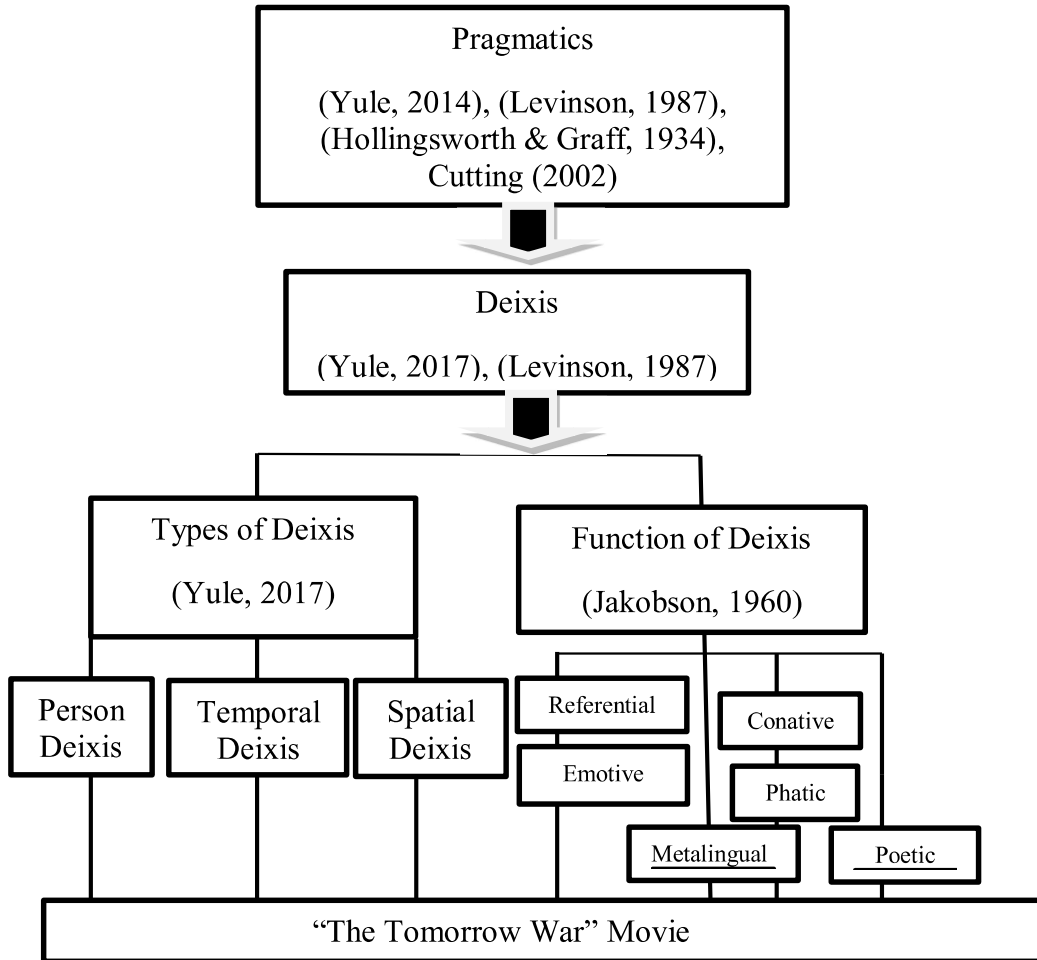 Pragmatics
(Yule, 2014), (Levinson, 1987),
(Hollingsworth & Graff, 1934),
Cutting (2002)
Deixis
(Yule, 2017), (Levinson, 1987)
Types of Deixis
(Yule, 2017)
Function of Deixis
(Jakobson, 1960)
Person
Deixis
Temporal
Deixis
Spatial
Deixis
Referential
Emotive
Conative
Phatic
Metalingual
Poetic
“The Tomorrow War” Movie